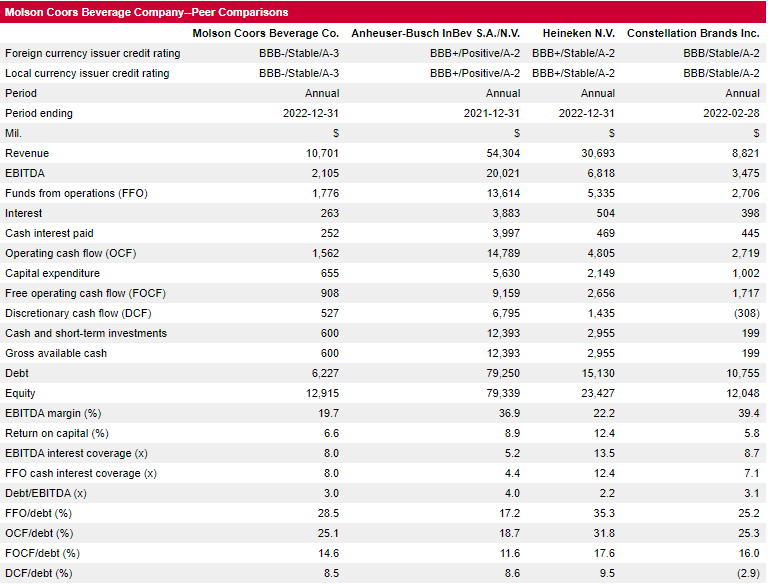 Molson Coors Beverage Company--Peer Comparisons
Molson Coors Beverage Co. Anheuser-Busch InBev S.A./N.V. Heineken N.V. Constellation Brands Inc.
Foreign currency issuer credit rating BBB-/Stable/A-3 BBB+/Positive/A-2 BBB+/Stable/A-2 BBB/Stable/A-2
Local currency issuer credit rating BBB-/Stable/A-3 BBB+/Positive/A-2 BBB+/Stable/A-2 BBB/Stable/A-2
Period Annual Annual Annual Annual
Period ending 2022-12-31 2021-12-31 2022-12-31 2022-02-28
Mil. $ $ $ $
Revenue 10,701 54,304 30,693 8,821
EBITDA 2,105 20,021 6,818 3,475
Funds from operations (FFO) 1,776 13,614 5,335 2,706
Interest 263 3,883 504 398
Cash interest paid 252 3,997 469 445
Operating cash flow (OCF) 1,562 14,789 4,805 2,719
Capital expenditure 655 5,630 2,149 1,002
Free operating cash flow (FOCF) 908 9,159 2,656 1,717
Discretionary cash flow (DCF) 527 6,795 1,435 (308)
Cash and short-term investments 600 12,393 2,955 199
Gross available cash 600 12,393 2,955 199
Debt 6,227 79,250 15,130 10,755
Equity 12,915 79,339 23,427 12,048
EBITDA margin (%) 19.7 36.9 22.2 39.4
Return on capital (%) 6.6 8.9 12.4 5.8
EBITDA interest coverage (x) 8.0 5.2 13.5 8.7
FFO cash interest coverage (x) 8.0 4.4 12.4 7.1
Debt/EBITDA (x) 3.0 4.0 2.2 3.1
FFO/debt (%) 28.5 17.2 35.3 25.2
OCF/debt (%) 25.1 18.7 31.8 25.3
FOCF/debt (%) 14.6 11.6 17.6 16.0
DCF/debt (%) 8.5 8.6 9.5 (2.9)